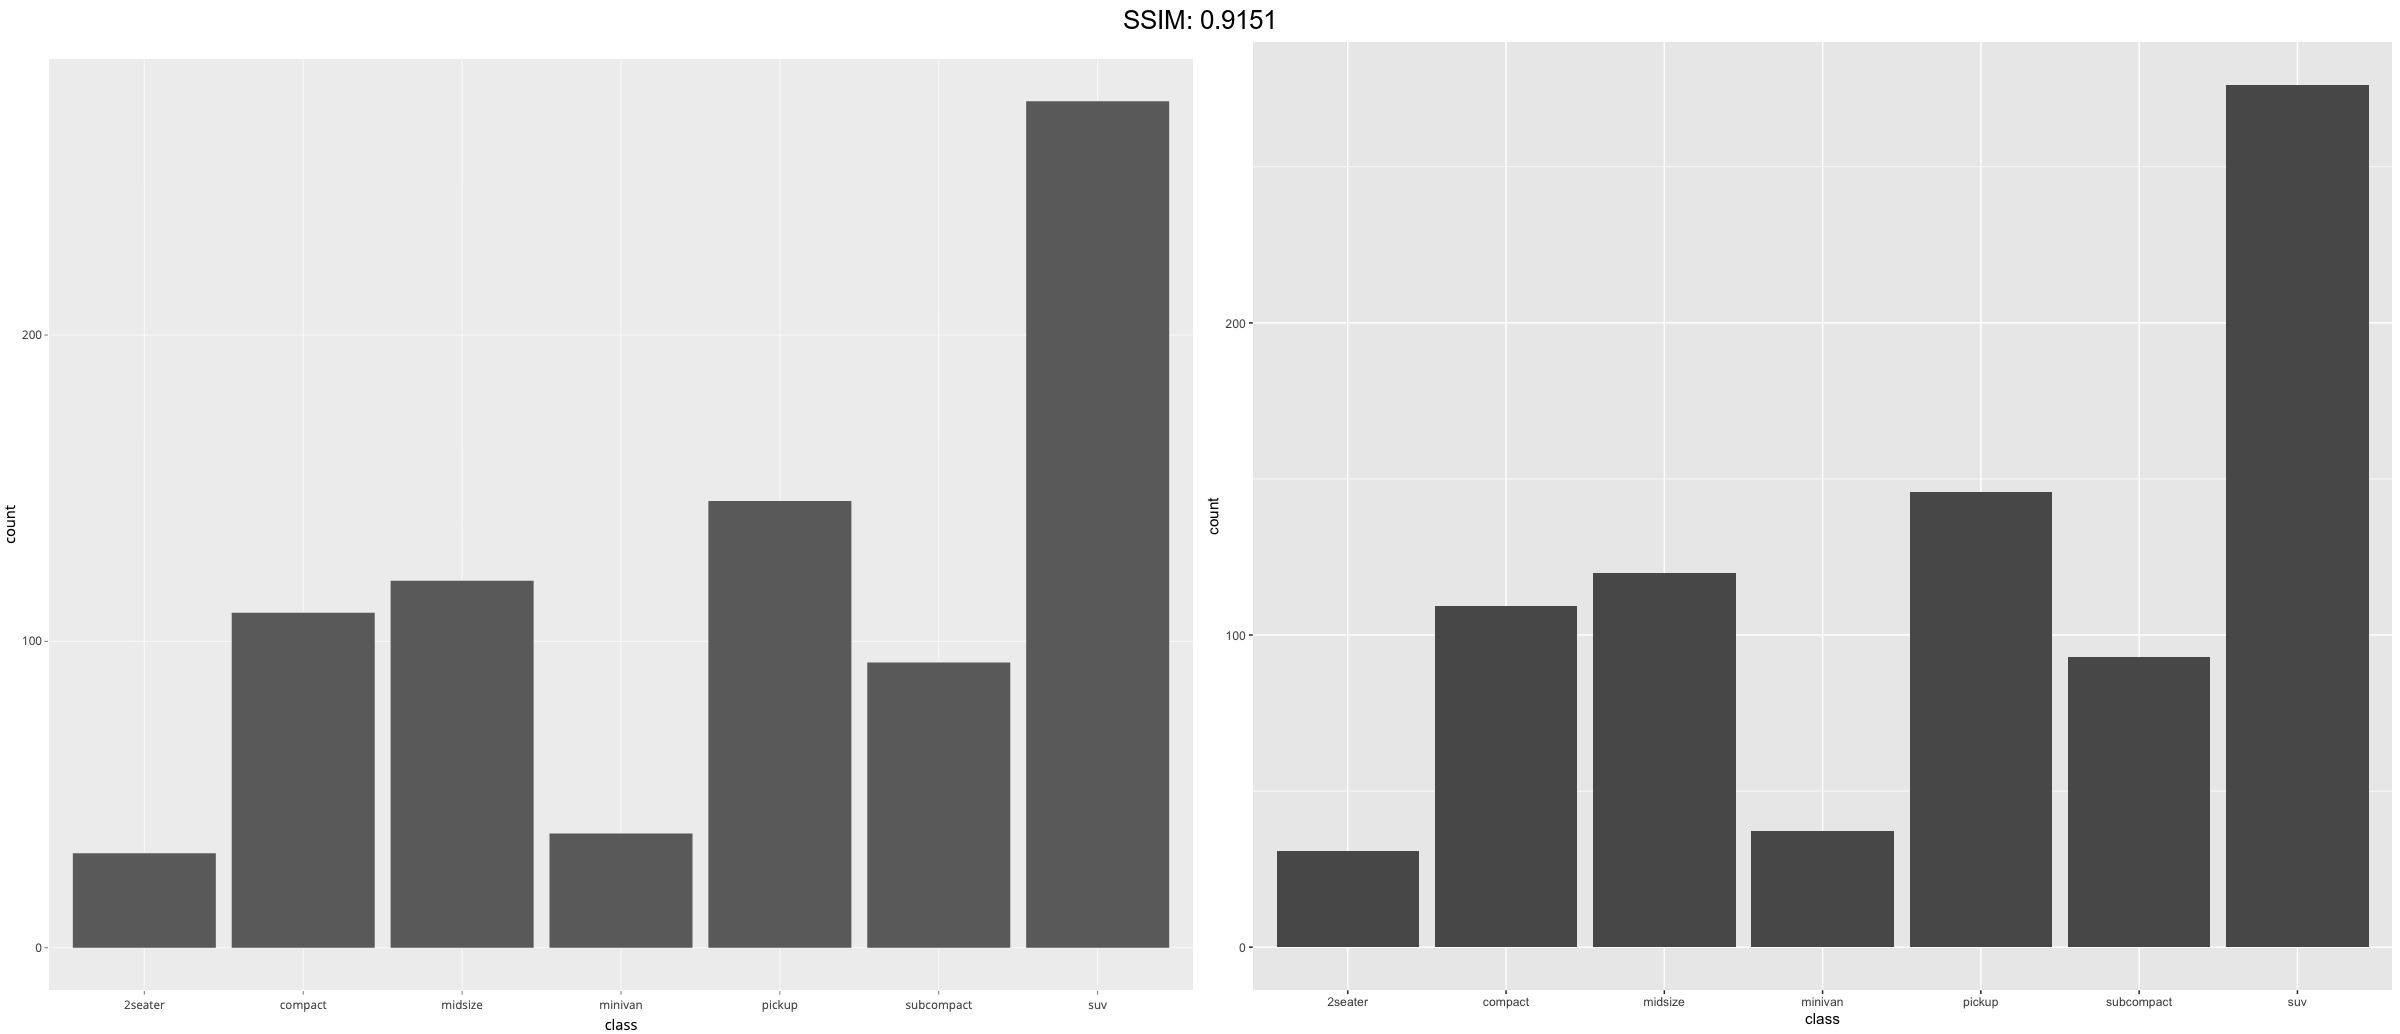 SSIM: 0.9151
count
200
100
0
2seater compact midsize minivan pickup subcompact suv
class
count
200
100
0
2seater compact midsize minivan pickup subcompact suv
class